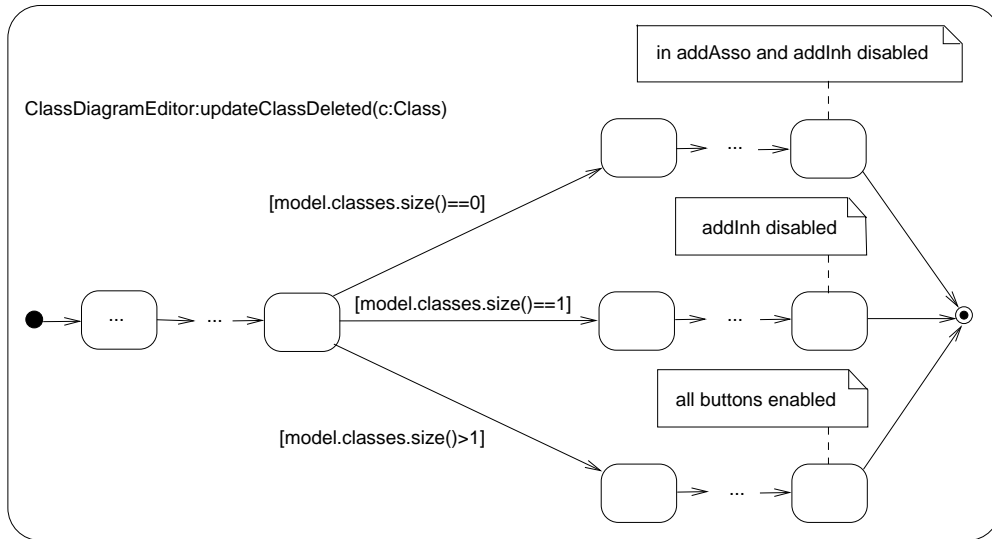 in addAsso and addInh disabled
ClassDiagramEditor:updateClassDeleted(c:Class)
...
[model.classes.size()==0]
addInh disabled
[model.classes.size()==1]
...
...
...
all buttons enabled
[model.classes.size()>1]
...